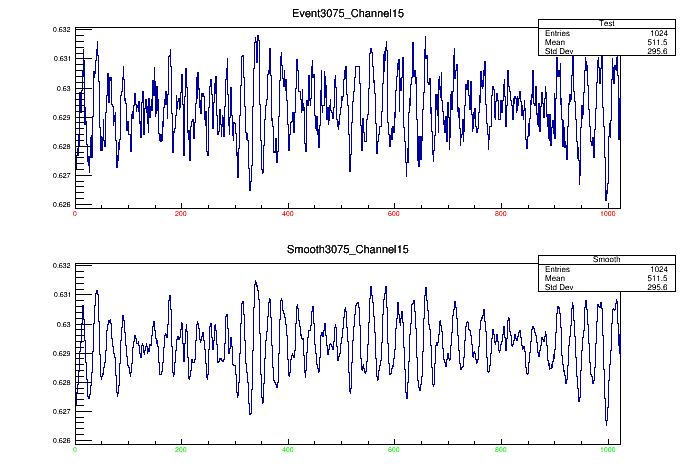 Event3075_Channel15
Test
Entries 1024
Mean 511.5
Std Dev 295.6
0.632
0.631
0.63
0.629
0.628
0.627
0.626
0 200 400 600 800 1000
Smooth3075_Channel15
Smooth
Entries 1024
Mean 511.5
Std Dev 295.6
0.632
0.631
0.63
0.629
0.628
0.627
0.626
0 200 400 600 800 1000